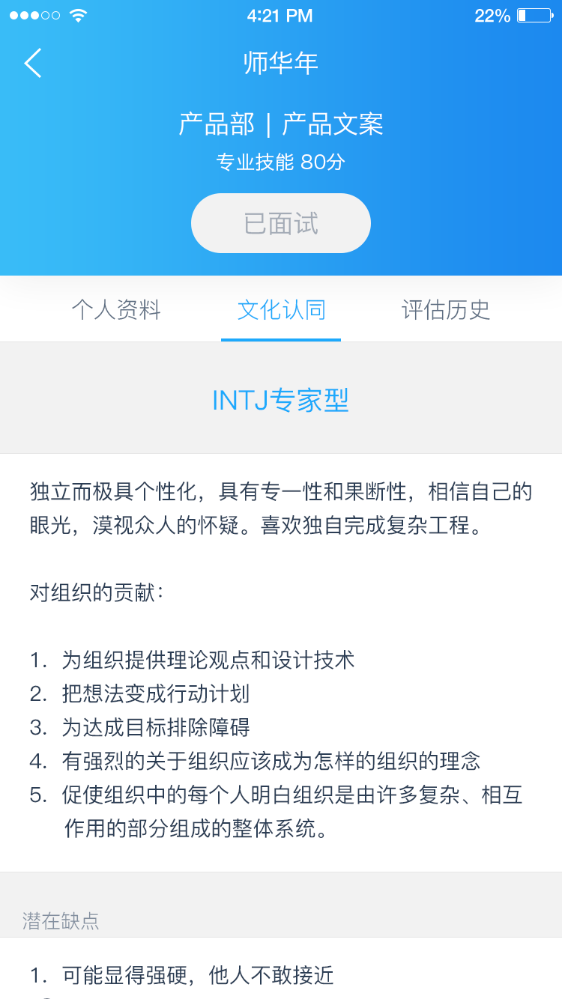 4:21 PM
22%
师华年
产品部 | 产品文案
专业技能 80分
已面试
个人资料
文化认同
评估历史
INTJ专家型
独立而极具个性化，具有专一性和果断性，相信自己的
眼光，漠视众人的怀疑。喜欢独自完成复杂工程。
对组织的贡献：
1. 为组织提供理论观点和设计技术
2. 把想法变成行动计划
3. 为达成目标排除障碍
4. 有强烈的关于组织应该成为怎样的组织的理念
5. 促使组织中的每个人明白组织是由许多复杂、相互
作用的部分组成的整体系统。
潜在缺点
1. 可能显得强硬，他人不敢接近